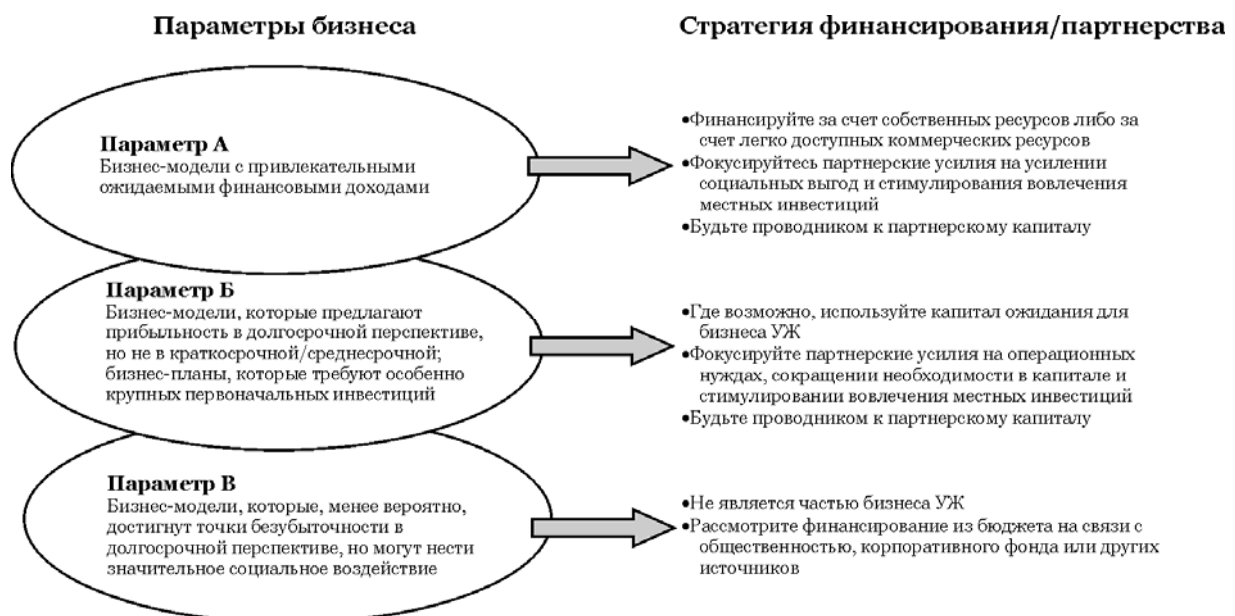 Параметры бизнеса
Стратегия финансирования/партнерства
Параметр А
Бизнес-модели с привлекательными
ожидаемыми финансовыми доходами
•Финансируйте за счет собственных ресурсов либо за
счет легко доступных коммерческих ресурсов
•Фокусируйтесь партнерские усилия на усилении
социальных выгод и стимулирования вовлечения
местных инвестиций
•Будьте проводником к партнерскому капиталу
Параметр Б
Бизнес-модели, которые предлагают
прибыльность в долгосрочной перспективе,
но не в краткосрочной/среднесрочной;
бизнес-планы, которые требуют особенно
крупных первоначальных инвестиций
•Где возможно, используйте капитал ожидания для
бизнеса УЖ
•Фокусируйте партнерские усилия на операционных
нуждах, сокращении необходимости в капитале и
стимулировании вовлечения местных инвестиций
•Будьте проводником к партнерскому капиталу
Параметр В
Бизнес-модели, которые, менее вероятно,
достигнут точки безубыточности в
долгосрочной перспективе, но могут нести
значительное социальное воздействие
•Не является частью бизнеса УЖ
•Рассмотрите финансирование из бюджета на связи с
общественностью, корпоративного фонда или других
источников